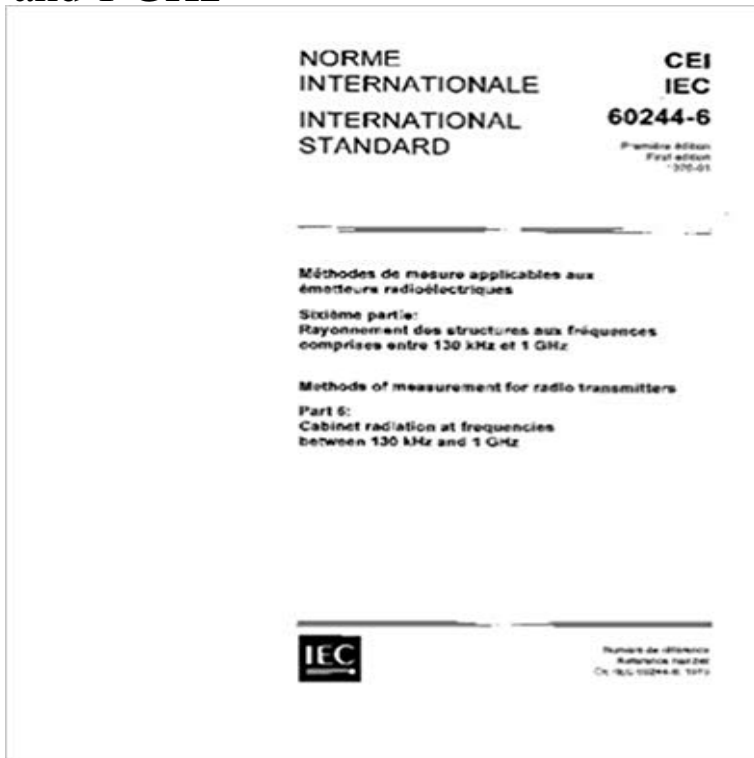 NORME
INTERNATIONALE
CEI
IEC
INTERNATIONAL
STANDARD
60244-6
Première édition
First edition
Méthodes de mesure applicables aux
émetteurs radioélectriques
Sixième partie:
Rayonnement des structures aux fréquences
comprises entre 130 kHz et 1 GHz
Methods of measurement for radio transmitters
Part 6:
Cabinet radiation at frequencies
between 130 kHz and 1 GHz
IEC
Numéro de référence
Reference number